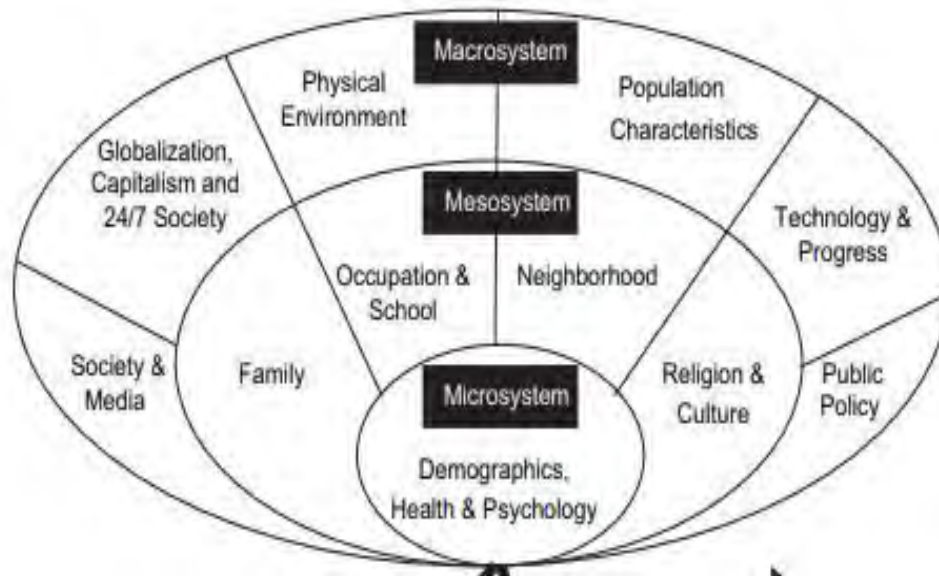 Macrosystem
Physical
Environment
Population
Characteristics
Globalization,
Capitalism and
24/7 Society
Technology &
Progress
Mesosystem
Occupation &
School
Neighborhood
Society &
Media
Family
Religion &
Culture
Public
Policy
Microsystem
Demographics,
Health & Psychology